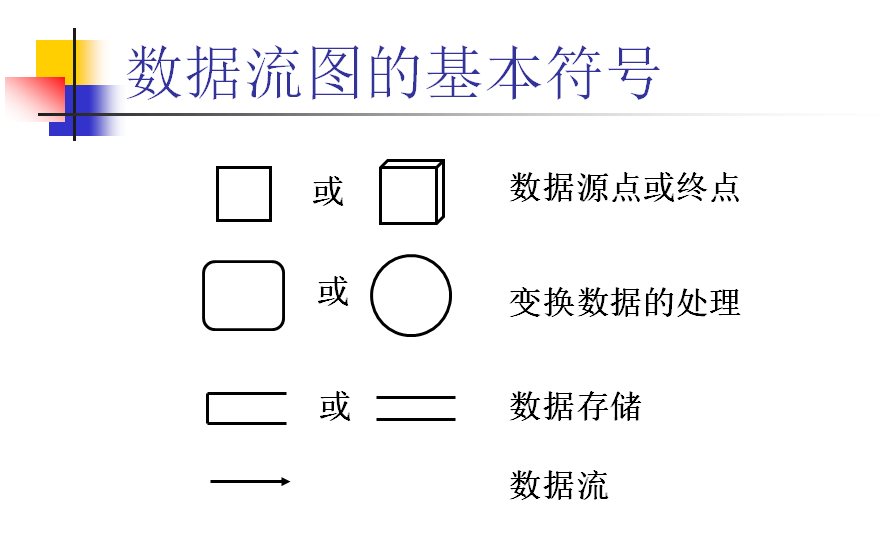 数据流图的基本符号
或 数据源点或终点
或 变换数据的处理
或 数据存储
数据流